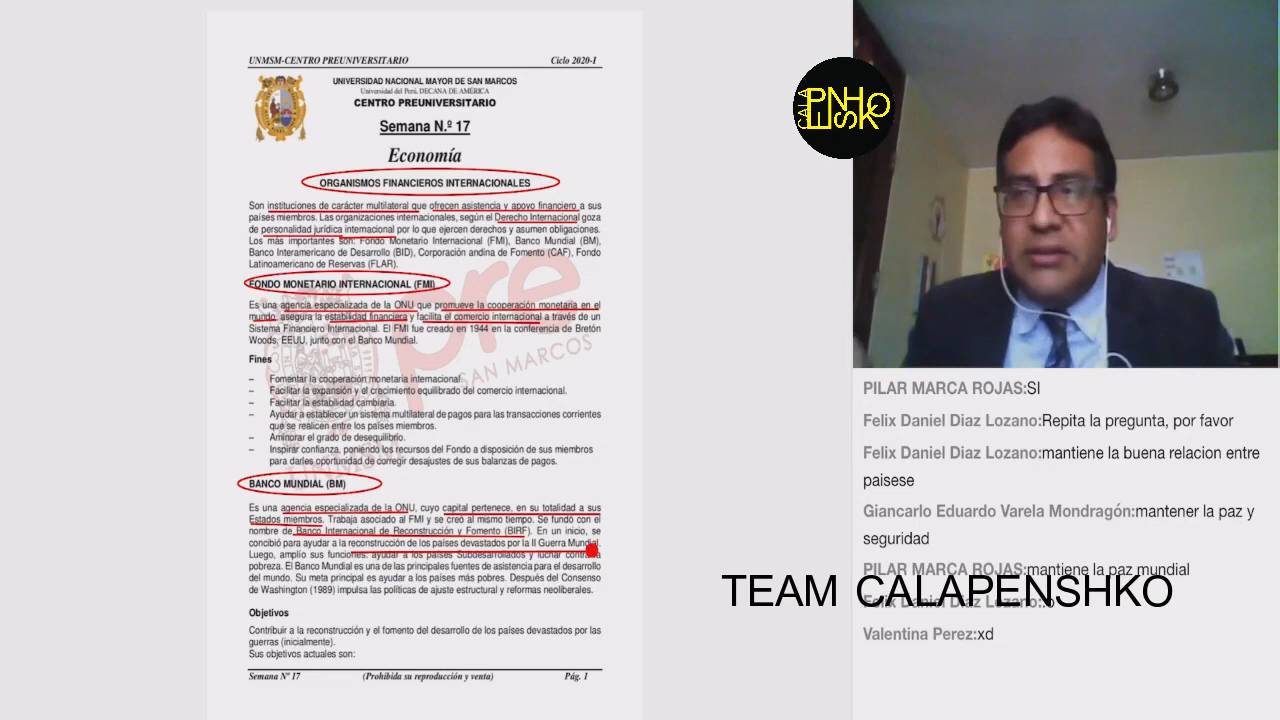 UNMSM-CENTRO PREUNIVERSITARIO Ciclo 2020-I
UNIVERSIDAD NACIONAL MAYOR DE SAN MARCOS
Universidad del Perú, DECANA DE AMÉRICA
CENTRO PREUNIVERSITARIO
Semana N.º 17
Economía
ORGANISMOS FINANCIEROS INTERNACIONALES
Son instituciones de carácter multilateral que ofrecen asistencia y apoyo financiero a sus
países miembros. Las organizaciones internacionales, según el Derecho Internacional goza
de personalidad jurídica internacional por lo que ejercen derechos y asumen obligaciones.
Los más importantes son: Fondo Monetario Internacional (FMI), Banco Mundial (BM),
Banco Interamericano de Desarrollo (BID), Corporación andina de Fomento (CAF), Fondo
Latinoamericano de Reservas (FLAR).
FONDO MONETARIO INTERNACIONAL (FMI)
Es una agencia especializada de la ONU que promueve la cooperación monetaria en el
mundo, asegura la estabilidad financiera y facilita el comercio internacional a través de un
Sistema Financiero Internacional. El FMI fue creado en 1944 en la conferencia de Bretón
Woods, EEUU, junto con el Banco Mundial.
Fines
– Fomentar la cooperación monetaria internacional.
– Facilitar la expansión y el crecimiento equilibrado del comercio internacional.
– Facilitar la estabilidad cambiaria.
– Ayudar a establecer un sistema multilateral de pagos para las transacciones corrientes
que se realicen entre los países miembros.
– Aminorar el grado de desequilibrio.
– Inspirar confianza, poniendo los recursos del Fondo a disposición de sus miembros
para darles oportunidad de corregir desajustes de sus balanzas de pagos.
BANCO MUNDIAL (BM)
Es una agencia especializada de la ONU, cuyo capital pertenece, en su totalidad a sus
Estados miembros. Trabaja asociado al FMI y se creó al mismo tiempo. Se fundó con el
nombre de Banco Internacional de Reconstrucción y Fomento (BIRF). En un inicio, se
concibió para ayudar a la reconstrucción de los países devastados por la II Guerra Mundial.
Luego, amplio sus funciones: ayudar a los países Subdesarrollados y luchar contra la
pobreza. El Banco Mundial es una de las principales fuentes de asistencia para el desarrollo
del mundo. Su meta principal es ayudar a los países más pobres. Después del Consenso
de Washington (1989) impulsa las políticas de ajuste estructural y reformas neoliberales.
Objetivos
Contribuir a la reconstrucción y el fomento del desarrollo de los países devastados por las
guerras (inicialmente).
Sus objetivos actuales son:
Semana Nº 17 (Prohibida su reproducción y venta) Pág. 1
pre
SAN MARCOS
UNMSM
CALA
PENSHKO
PILAR MARCA ROJAS:SI
Felix Daniel Diaz Lozano:Repita la pregunta, por favor
Felix Daniel Diaz Lozano:mantiene la buena relacion entre
paisese
Giancarlo Eduardo Varela Mondragón:mantener la paz y
seguridad
PILAR MARCA ROJAS:mantiene la paz mundial
TEAM CALAPENSHKO
Felix Daniel Diaz Lozano::o
Valentina Perez:xd